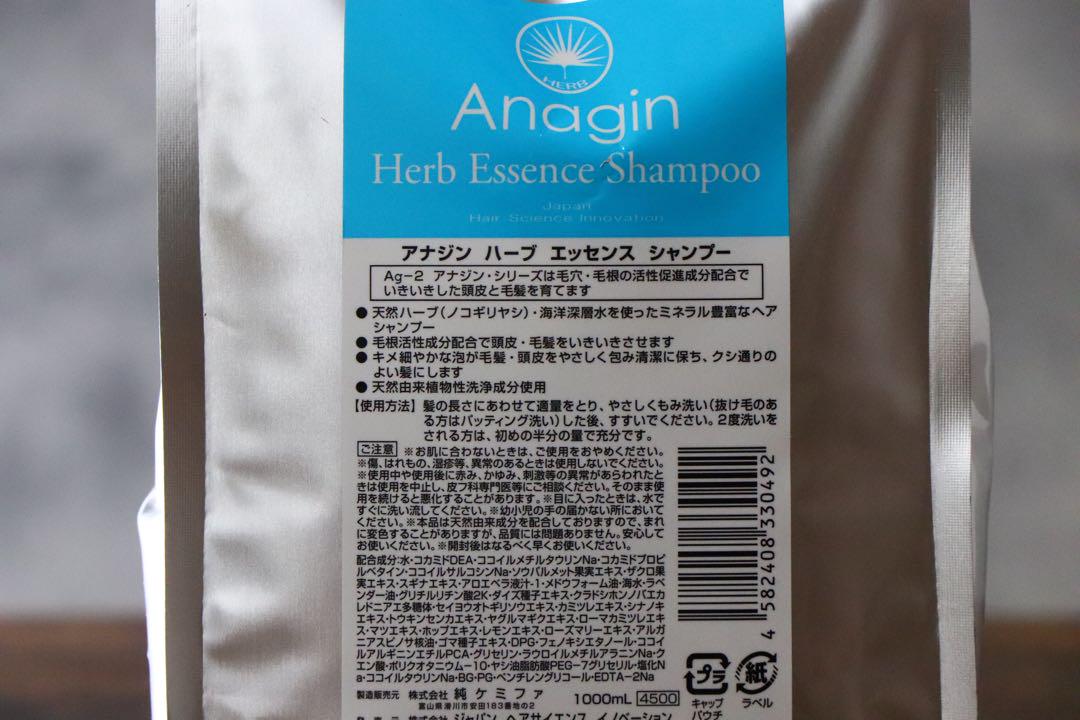 HERB
Anagin
Herb Essence Shampoo
Japan
Hair Science Innovation
アナジン ハーブ エッセンス シャンプー
Ag-2 アナジン・シリーズは毛穴・毛根の活性促進成分配合で
いきいきした頭皮と毛髪を育てます
● 天然ハーブ(ノコギリヤシ)・海洋深層水を使ったミネラル豊富なヘア
シャンプー
● 毛根活性成分配合で頭皮・毛髪をいきいきさせます
● キメ細やかな泡が毛髪・頭皮をやさしく包み清潔に保ち、クシ通りの
よい髪にします
● 天然由来植物性洗浄成分使用
【使用方法】髪の長さにあわせて適量をとり、やさしくもみ洗い(抜け毛のあ
る方はパッティング洗い)した後、すすいでください。2度洗いを
される方は、初めの半分の量で充分です。
ご注意 ※お肌に合わないときは、ご使用をおやめください。
※傷、はれもの、湿疹等、異常のあるときは使用しないでください。
※使用中や使用後に赤み、かゆみ、刺激等の異常があらわれたと
きは使用を中止し、皮フ科専門医等にご相談ください。そのまま使
用を続けると悪化することがあります。※目に入ったときは、水で
すぐに洗い流してください。※幼小児の手の届かない所において
ください。※本品は天然由来成分を配合しておりますので、まれ
に変色することがありますが、品質には問題ありません。安心して
お使いください。※開封後はなるべく早くお使いください。
配合成分:水・コカミドDEA・ココイルメチルタウリンNa・コカミドプロピ
ルベタイン・ココイルサルコシンNa・ソウパルメット果実エキス・ザクロ果
実エキス・スギナエキス・アロエベラ液汁-1・メドウフォーム油・海水・ラベ
ンダー油・グリチルリチン酸2K・ダイズ種子エキス・クラドシホンノバエカ
レドニアエ多糖体・セイヨウオトギリソウエキス・カミツレエキス・シナノキ
エキス・トウキンセンカエキス・ヤグルマギクエキス・ローマカミツレエキ
ス・マツエキス・ホップエキス・レモンエキス・ローズマリーエキス・アルガ
ニアスピノサ核油・ゴマ種子エキス・DPG・フェノキシエタノール・ココイ
ルアルギニンエチルPCA・グリセリン・ラウロイルメチルアラニンNa・ク
エン酸・ポリクオタニウム-10・ヤシ油脂肪酸PEG-7グリセリル・塩化N
a・ココイルタウリンNa・BG・PG・ペンチレングリコール・EDTA-2Na
製造販売元 株式会社 純ケミファ
富山県滑川市安田183番地の2
1000mL 4500
発売元 株式会社 ジャパン ヘアサイエンス イノベーション
4 582408 330492
プラ
キャップ
パウチ
紙
ラベル